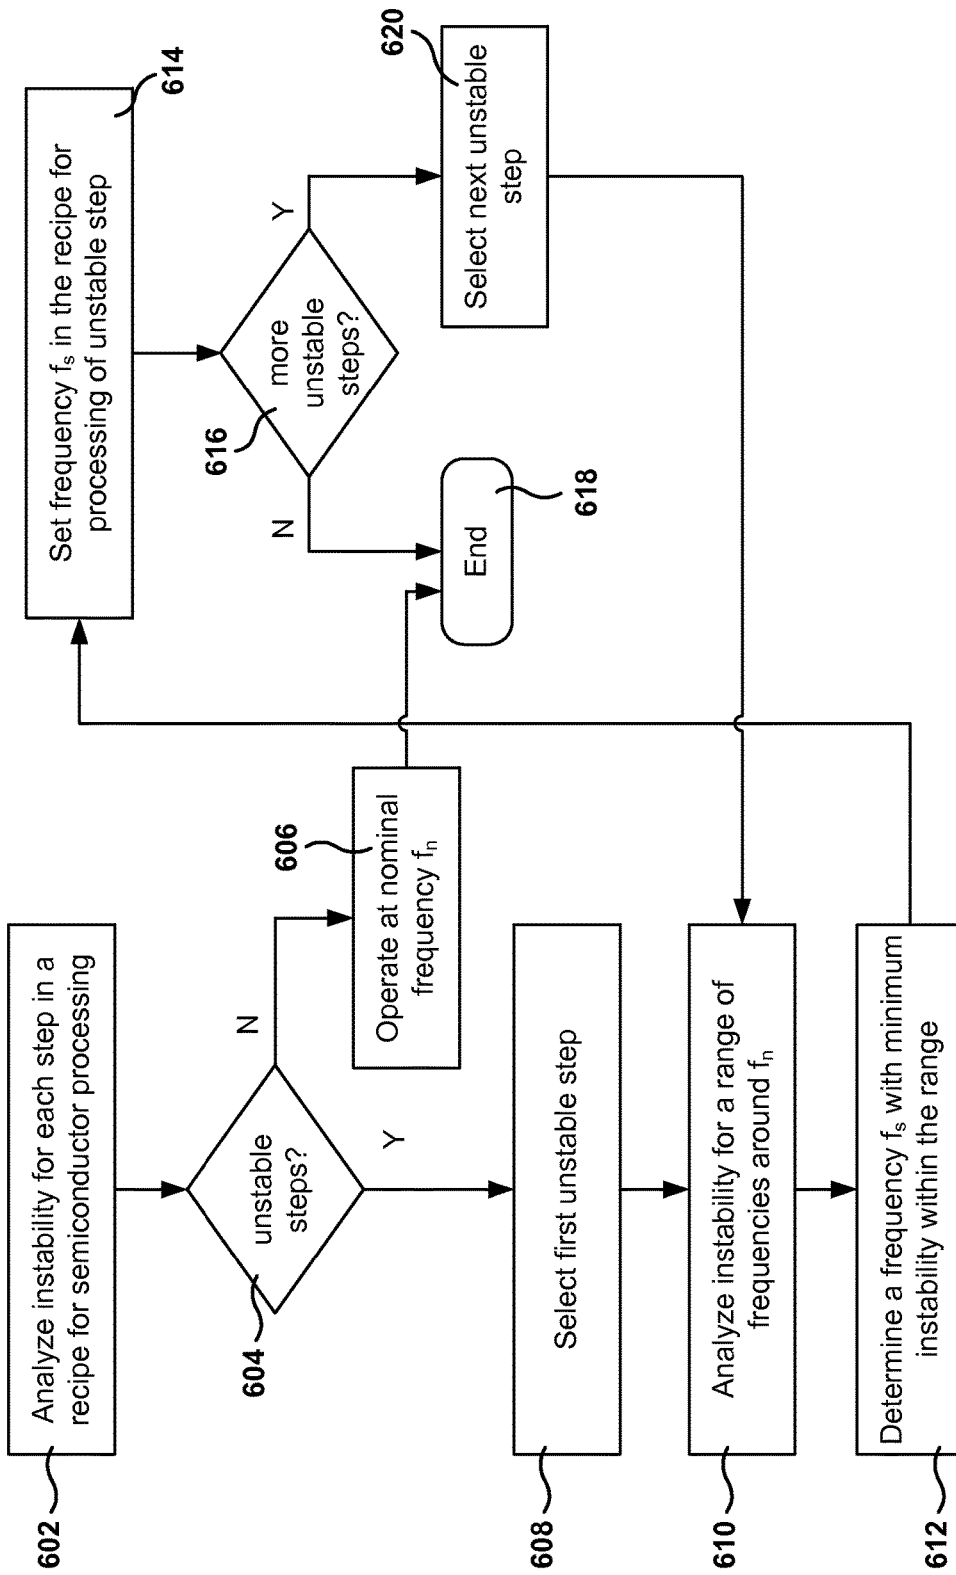 602
Analyze instability for each step in a
recipe for semiconductor processing
604
unstable
steps?
N
Y
606
Operate at nominal
frequency fₙ
608
Select first unstable step
610
Analyze instability for a range of
frequencies around fₙ
612
Determine a frequency fₛ with minimum
instability within the range
614
Set frequency fₛ in the recipe for
processing of unstable step
616
more
unstable
steps?
N
Y
End
618
620
Select next unstable
step